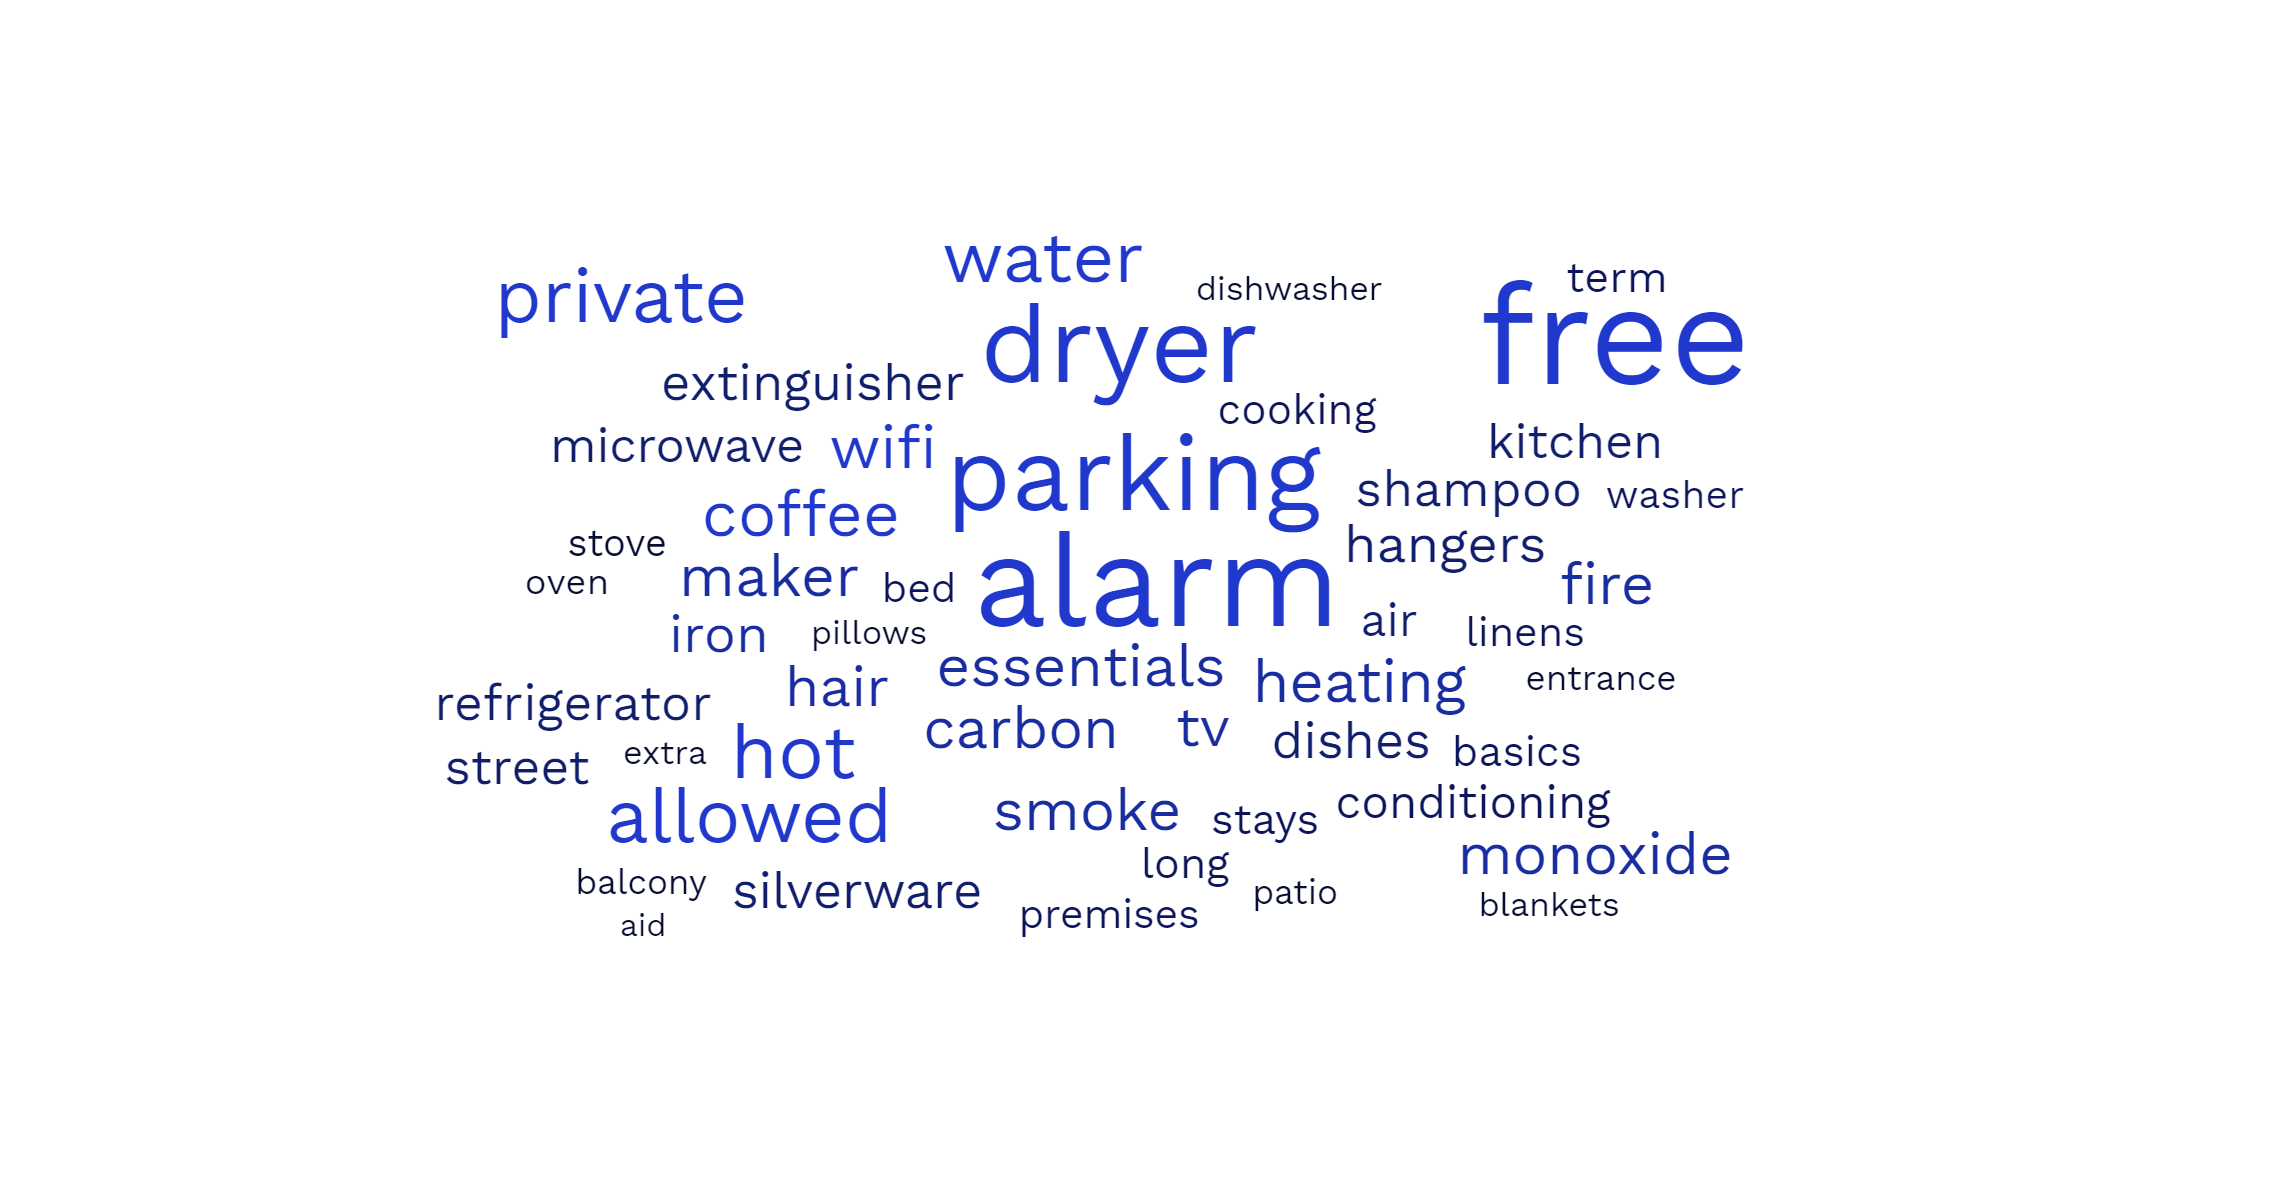 water
private
term
dishwasher
free
dryer
extinguisher
cooking
kitchen
microwave
wifi
parking
shampoo
washer
coffee
stove
hangers
oven
maker
bed
alarm
fire
iron
pillows
air
linens
essentials
heating
entrance
refrigerator
hair
carbon
tv
dishes
basics
street
extra
hot
allowed
smoke
stays
conditioning
long
monoxide
balcony
silverware
patio
blankets
aid
premises